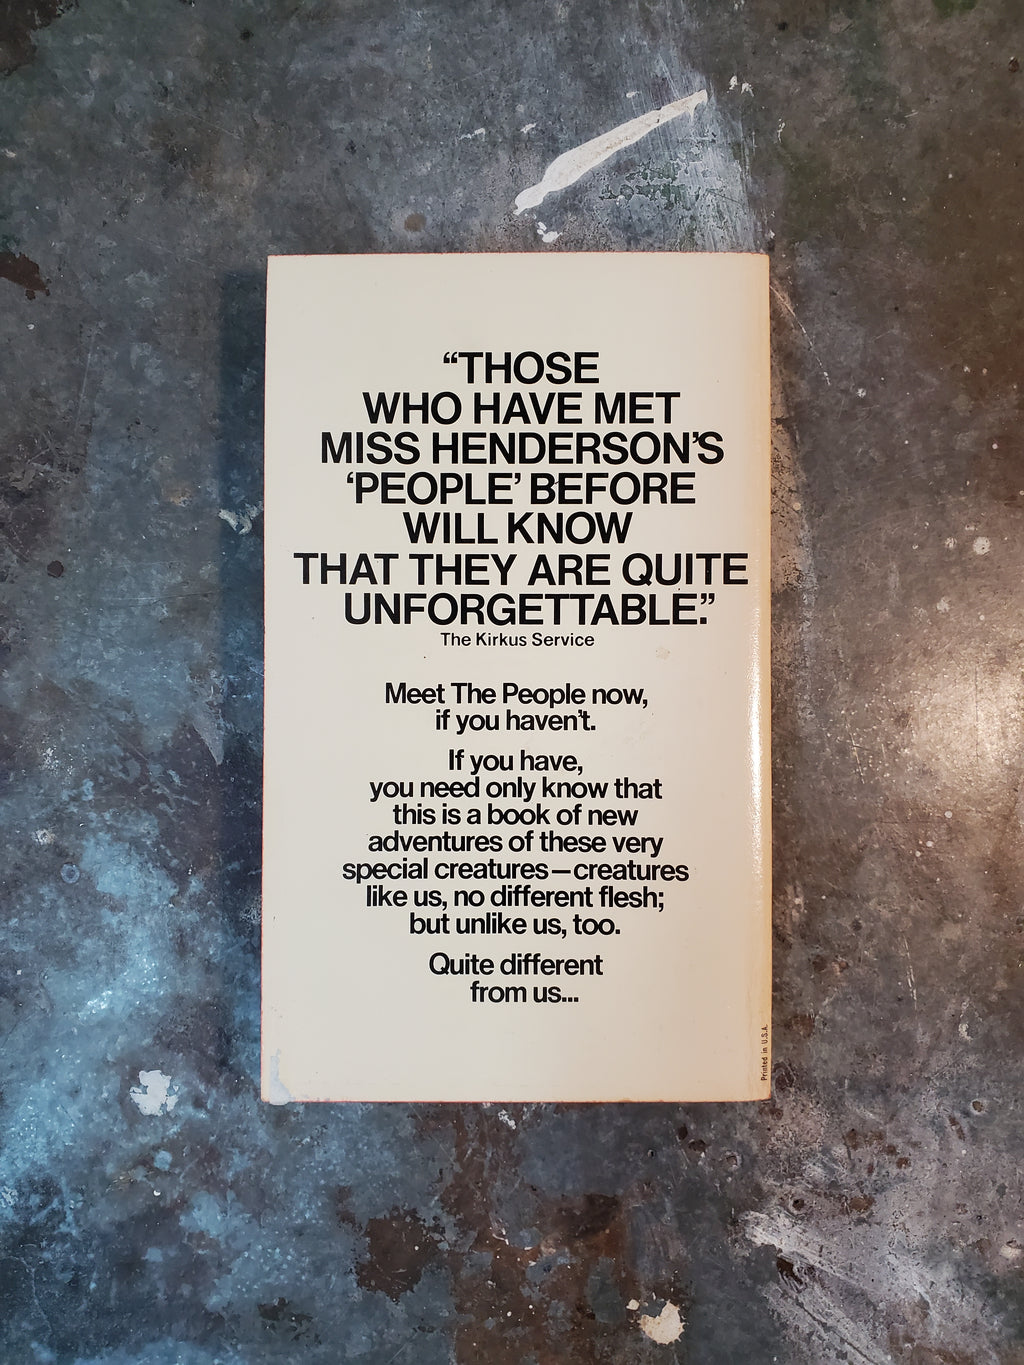 “THOSE
WHO HAVE MET
MISS HENDERSON’S
‘PEOPLE’ BEFORE
WILL KNOW
THAT THEY ARE QUITE
UNFORGETTABLE.”
The Kirkus Service
Meet The People now,
if you haven’t.
If you have,
you need only know that
this is a book of new
adventures of these very
special creatures—creatures
like us, no different flesh;
but unlike us, too.
Quite different
from us...
Printed in U.S.A.